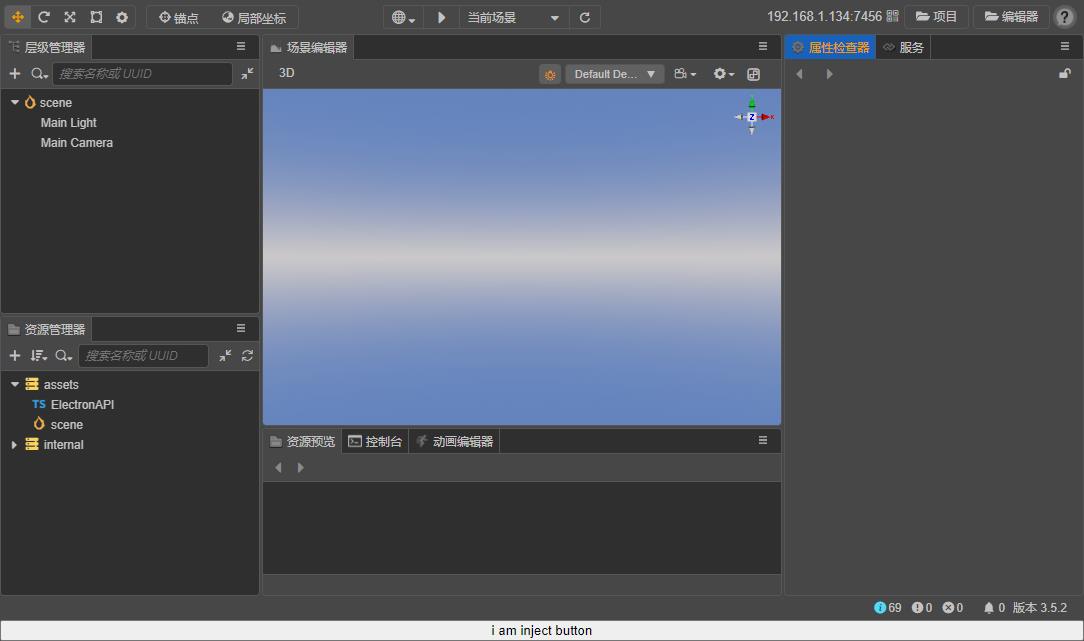 锚点 局部坐标 当前场景 192.168.1.134:7456 项目 编辑器 ?
层级管理器
搜索名称或 UUID
scene
Main Light
Main Camera
资源管理器
搜索名称或 UUID
assets
TS ElectronAPI
scene
internal
场景编辑器
3D Default De...
Z x
资源预览 控制台 动画编辑器
属性检查器 服务
69 0 0 0 版本 3.5.2
i am inject button